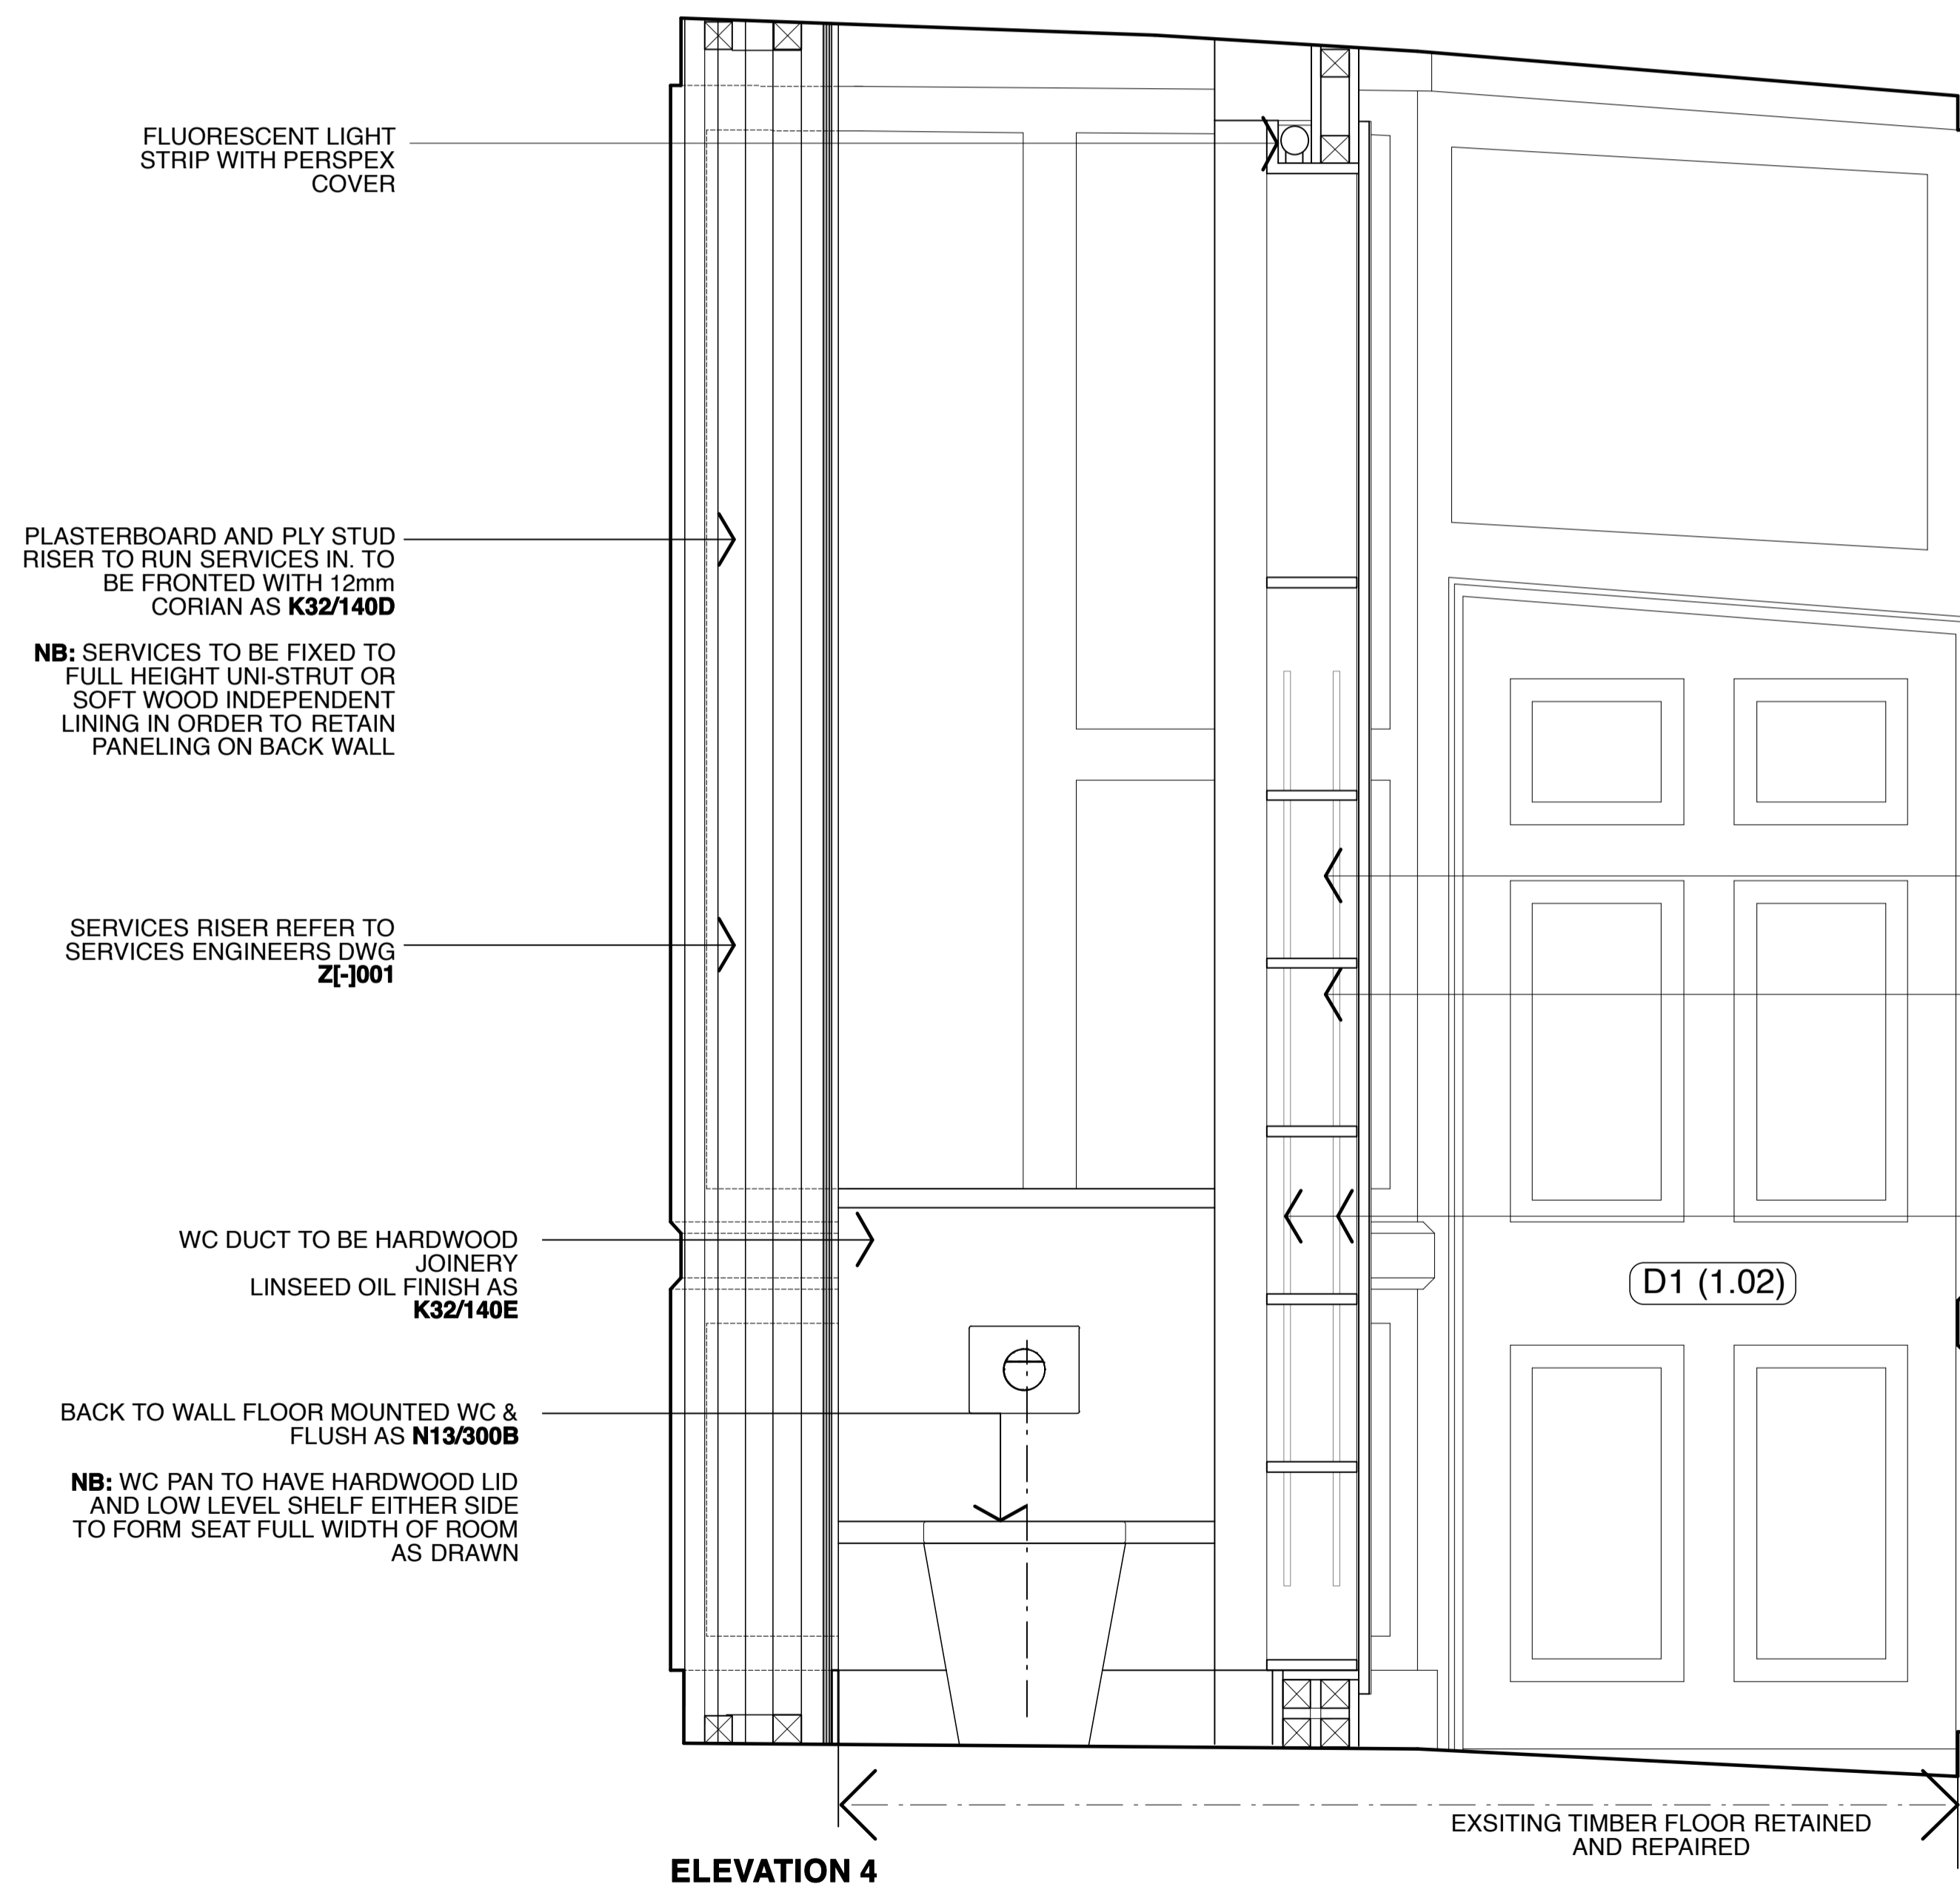 FLUORESCENT LIGHT
STRIP WITH PERSPEX
COVER
PLASTERBOARD AND PLY STUD
RISER TO RUN SERVICES IN. TO
BE FRONTED WITH 12mm
CORIAN AS K32/140D
NB: SERVICES TO BE FIXED TO
FULL HEIGHT UNI-STRUT OR
SOFT WOOD INDEPENDENT
LINING IN ORDER TO RETAIN
PANELING ON BACK WALL
SERVICES RISER REFER TO
SERVICES ENGINEERS DWG
Z[-]001
WC DUCT TO BE HARDWOOD
JOINERY
LINSEED OIL FINISH AS
K32/140E
BACK TO WALL FLOOR MOUNTED WC &
FLUSH AS N13/300B
NB: WC PAN TO HAVE HARDWOOD LID
AND LOW LEVEL SHELF EITHER SIDE
TO FORM SEAT FULL WIDTH OF ROOM
AS DRAWN
D1 (1.02)
EXSITING TIMBER FLOOR RETAINED
AND REPAIRED
ELEVATION 4